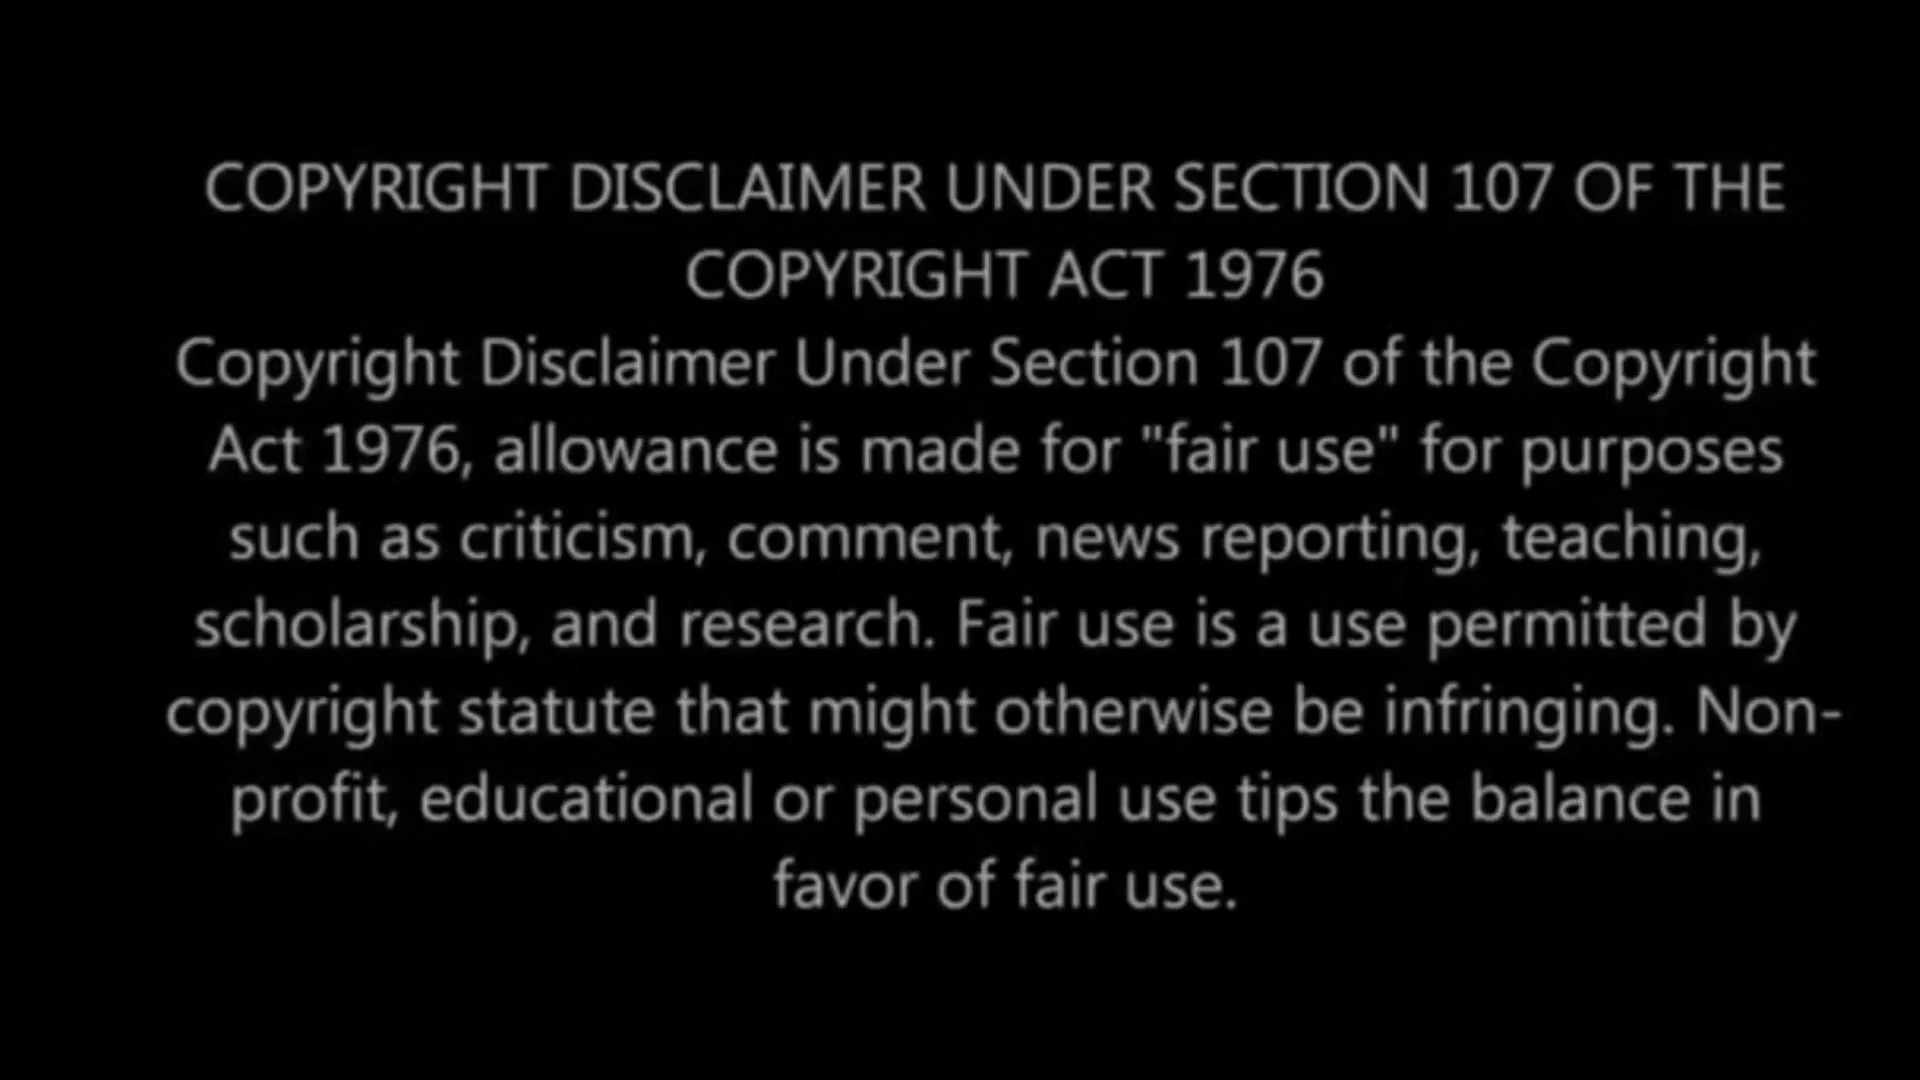 COPYRIGHT DISCLAIMER UNDER SECTION 107 OF THE
COPYRIGHT ACT 1976
Copyright Disclaimer Under Section 107 of the Copyright
Act 1976, allowance is made for "fair use" for purposes
such as criticism, comment, news reporting, teaching,
scholarship, and research. Fair use is a use permitted by
copyright statute that might otherwise be infringing. Non-
profit, educational or personal use tips the balance in
favor of fair use.